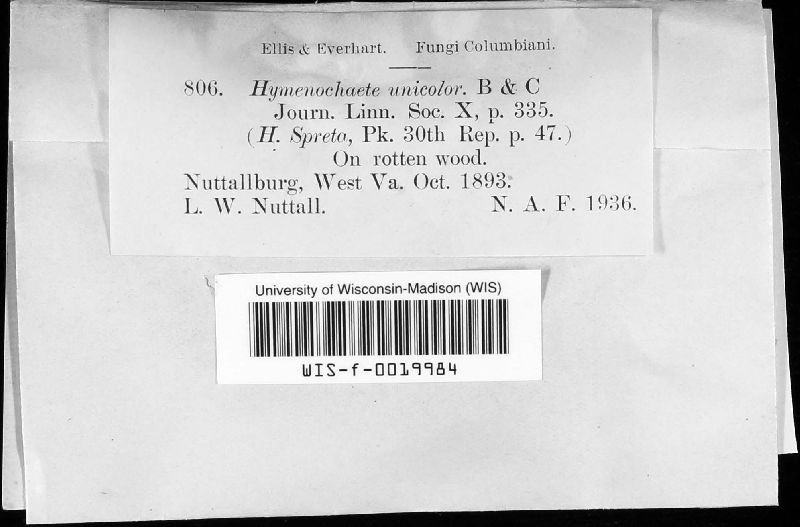 Ellis & Everhart. Fungi Columbiani.
806. Hymenochaete unicolor. B & C
Journ. Linn. Soc. X, p. 335.
(H. Spreta, Pk. 30th Rep. p. 47.)
On rotten wood.
Nuttallburg, West Va. Oct. 1893.
L. W. Nuttall. N. A. F. 1936.
University of Wisconsin-Madison (WIS)
WIS-f-0019984